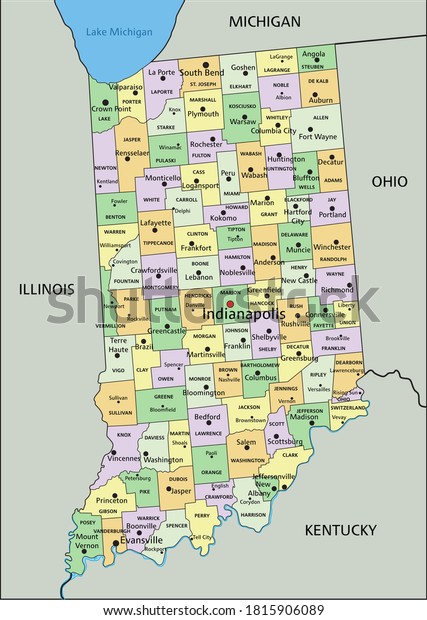 MICHIGAN
Lake Michigan
OHIO
ILLINOIS
KENTUCKY
Angola
STEUBEN
LAGRANGE
LaGrange
Goshen
ELKHART
South Bend
ST. JOSEPH
La Porte
LAPORTE
Valparaiso
PORTER
Crown Point
LAKE
NOBLE
Albion
DE KALB
Auburn
KOSCIUSKO
Warsaw
MARSHALL
Plymouth
Knox
STARKE
WHITLEY
Columbia City
ALLEN
Fort Wayne
JASPER
Rensselaer
Winamac
PULASKI
Rochester
FULTON
NEWTON
Kentland
WABASH
Wabash
Huntington
HUNTINGTON
Decatur
ADAMS
Bluffton
WELLS
Peru
MIAMI
CASS
Logansport
Monticello
WHITE
CARROLL
Delphi
Fowler
BENTON
Marion
GRANT
BLACKFORD
Hartford
City
JAY
Portland
HOWARD
Kokomo
WARREN
Williamsport
Lafayette
TIPPECANOE
CLINTON
Frankfort
TIPTON
Tipton
MADISON
Anderson
DELAWARE
Muncie
Winchester
RANDOLPH
Covington
FOUNTAIN
Crawfordsville
MONTGOMERY
BOONE
Lebanon
HAMILTON
Noblesville
HENRY
New Castle
WAYNE
Richmond
Newport
VERMILLION
PARKE
Rockville
PUTNAM
Greencastle
HENDRICKS
Danville
MARION
Indianapolis
Greenfield
HANCOCK
RUSH
Rushville
Connersville
FAYETTE
Liberty
UNION
Terre
Haute
VIGO
Brazil
CLAY
Spencer
OWEN
MORGAN
Martinsville
JOHNSON
Franklin
Shelbyville
SHELBY
Brookville
FRANKLIN
DECATUR
Greensburg
DEARBORN
Lawrenceburg
Sullivan
SULLIVAN
GREENE
Bloomfield
MONROE
Bloomington
BROWN
Nashville
BARTHOLOMEW
Columbus
JENNINGS
Vernon
RIPLEY
Versailles
Rising Sun
OHIO
KNOX
Vincennes
DAVIESS
Washington
MARTIN
Shoals
Bedford
LAWRENCE
JACKSON
Brownstown
JEFFERSON
Madison
SWITZERLAND
Vevay
Salem
WASHINGTON
SCOTT
Scottsburg
Petersburg
PIKE
DUBOIS
Jasper
Paoli
ORANGE
CLARK
Jeffersonville
Princeton
GIBSON
English
CRAWFORD
Corydon
HARRISON
New
Albany
FLOYD
POSEY
Mount
Vernon
VANDERBURGH
Evansville
WARRICK
Boonville
SPENCER
Rockport
PERRY
Tell City
shutterstock
shutterstock.com · 1815906089